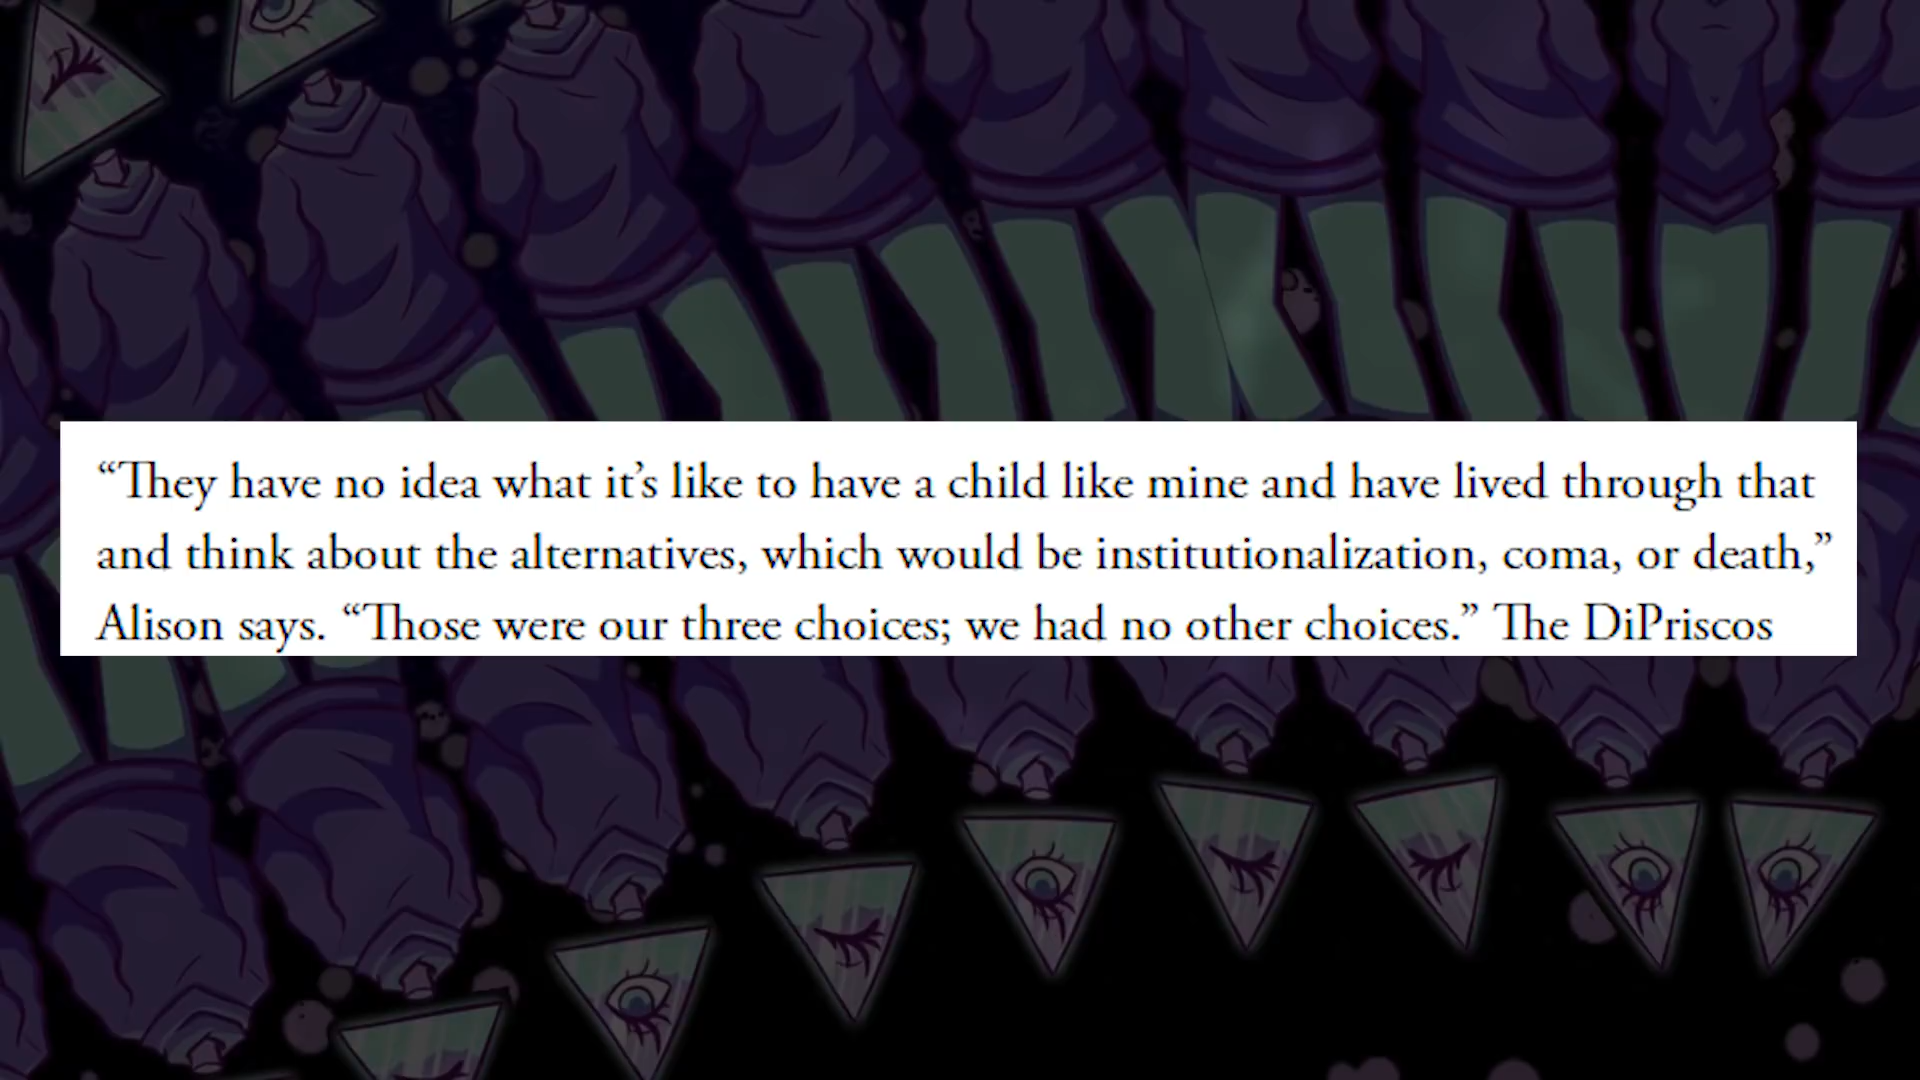 “They have no idea what it’s like to have a child like mine and have lived through that
and think about the alternatives, which would be institutionalization, coma, or death,”
Alison says. “Those were our three choices; we had no other choices.” The DiPriscos